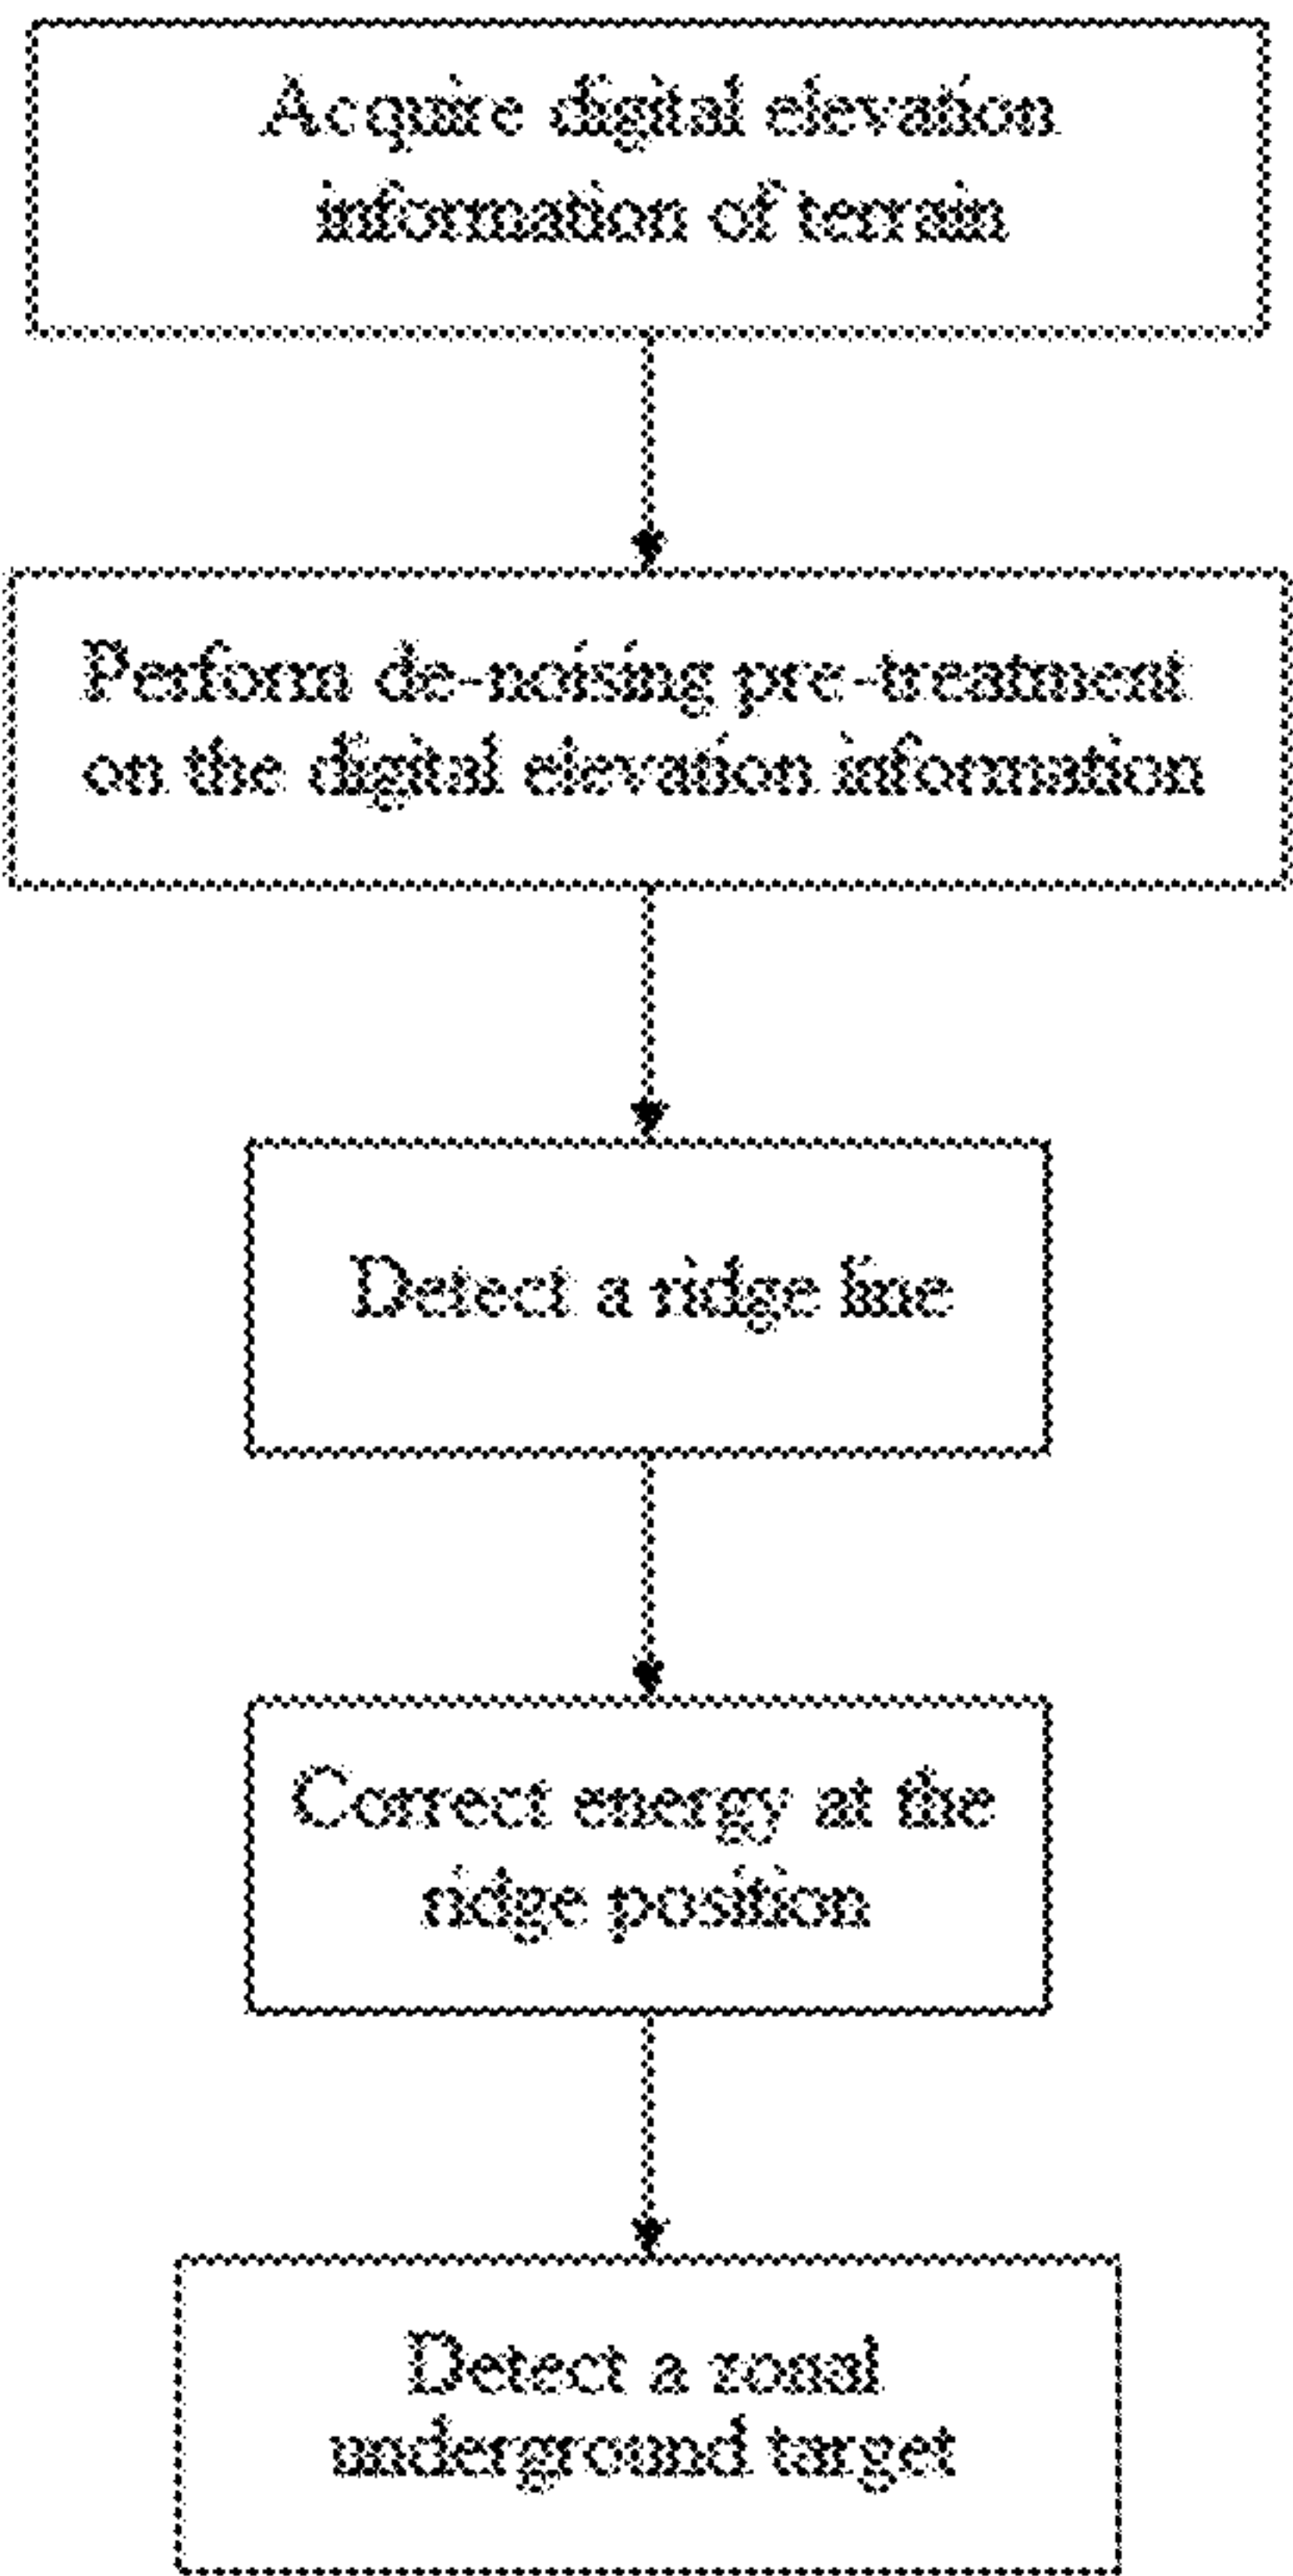 Acquire digital elevation
information of terrain
Perform de-noising pre-treatment
on the digital elevation information
Detect a ridge line
Correct energy at the
ridge position
Detect a zonal
underground target